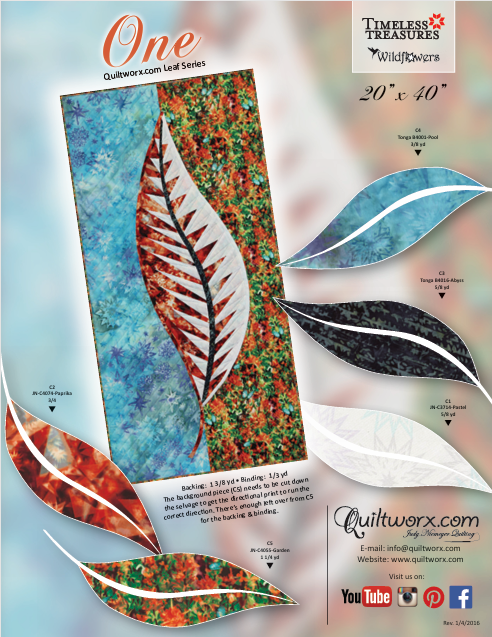 One
Quiltworx.com Leaf Series
TIMELESS
TREASURES
Wildflowers
20" x 40"
C4
Tonga B4001-Pool
3/8 yd
C3
Tonga B4016-Abyss
5/8 yd
C1
JN-C3714-Pastel
5/8 yd
C2
JN-C4074-Paprika
3/4
Backing: 1 3/8 yd • Binding: 1/3 yd
The background piece (C5) needs to be cut down
the selvage to get the directional print to run the
correct direction. There's enough left over from C5
for the backing & binding.
C5
JN-C4055-Garden
1 1/4 yd
Quiltworx.com
Judy Niemeyer Quilting
E-mail: info@quiltworx.com
Website: www.quiltworx.com
Visit us on:
YouTube
Rev. 1/4/2016